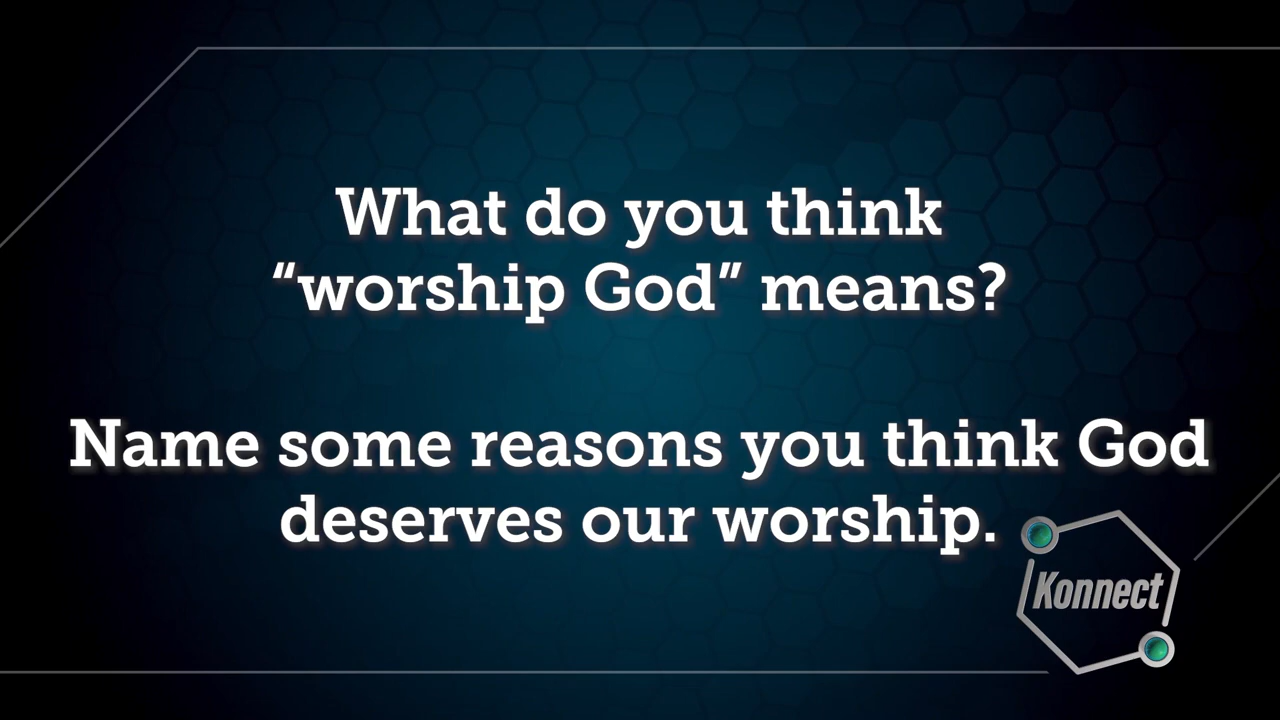 What do you think
“worship God” means?
Name some reasons you think God
deserves our worship.
Konnect